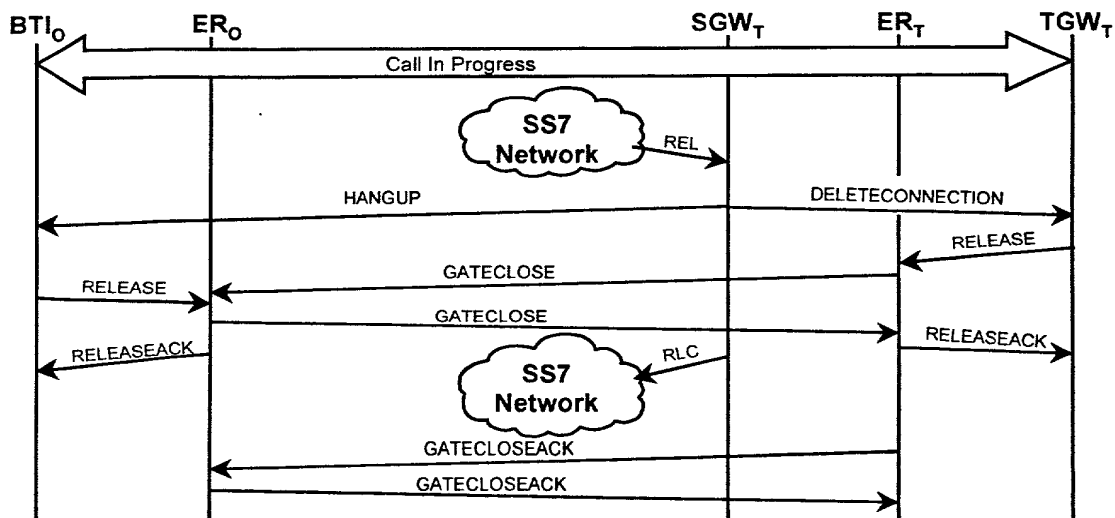 BTIO ERO SGWT ERT TGWT
Call In Progress
SS7
Network
REL
HANGUP DELETECONNECTION
RELEASE
GATECLOSE
RELEASE
GATECLOSE
RELEASEACK RELEASEACK
RLC
SS7
Network
GATECLOSEACK
GATECLOSEACK